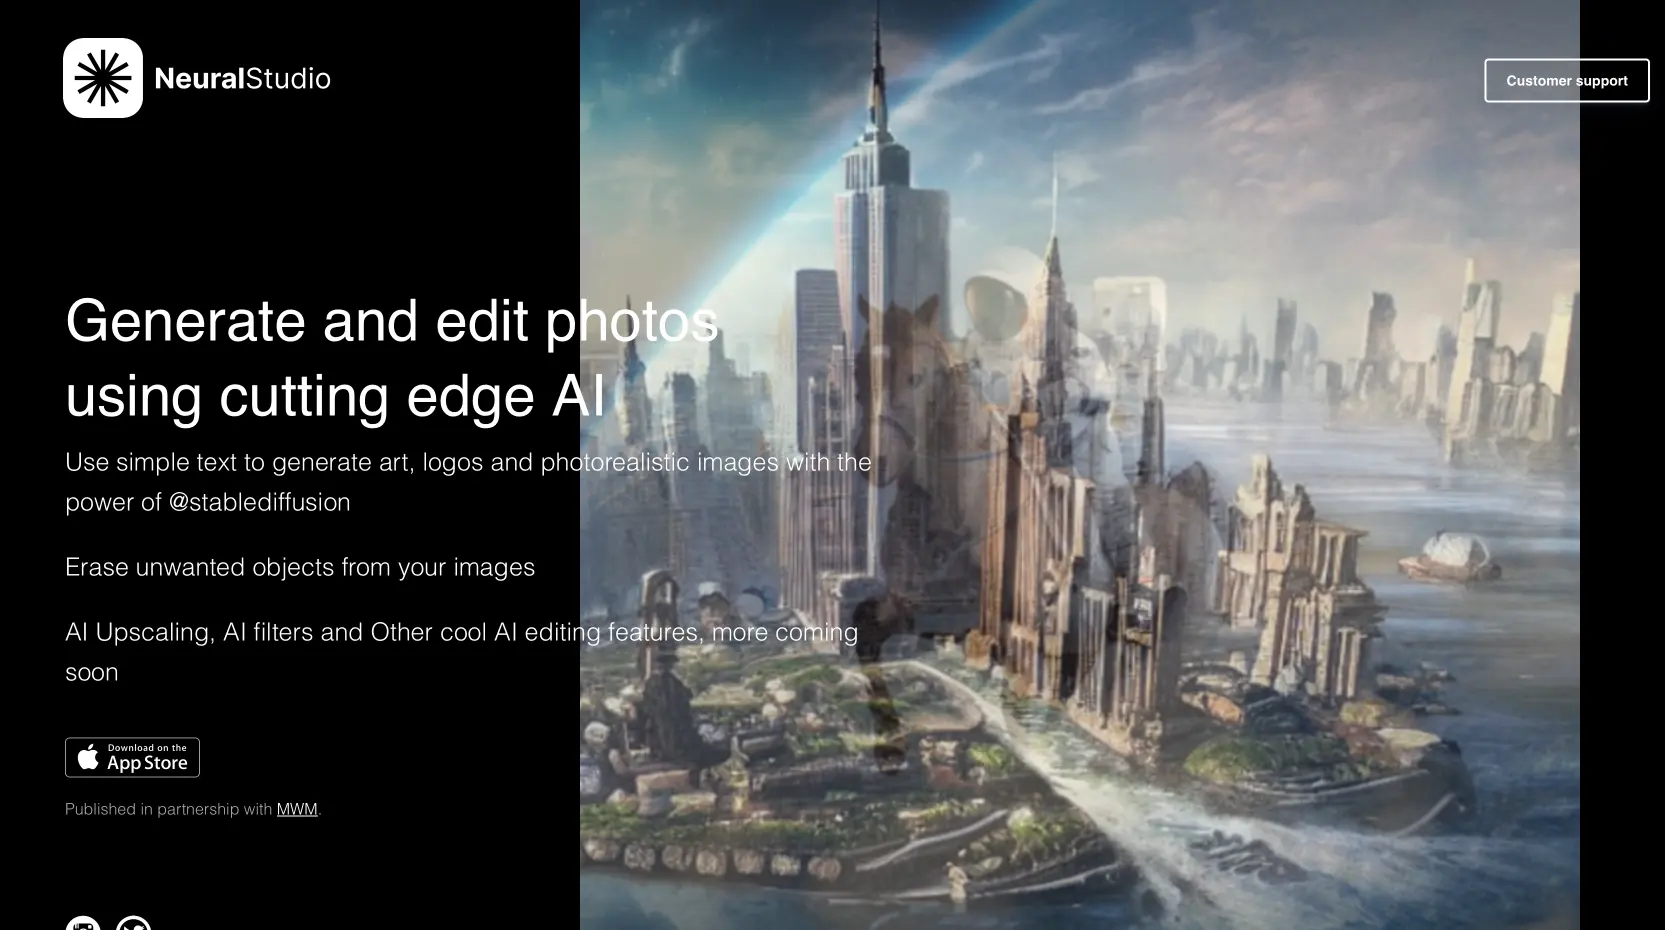 NeuralStudio
Customer support
Generate and edit photos
using cutting edge AI
Use simple text to generate art, logos and photorealistic images with the
power of @stablediffusion
Erase unwanted objects from your images
AI Upscaling, AI filters and Other cool AI editing features, more coming
soon
Download on the
App Store
Published in partnership with MWM.